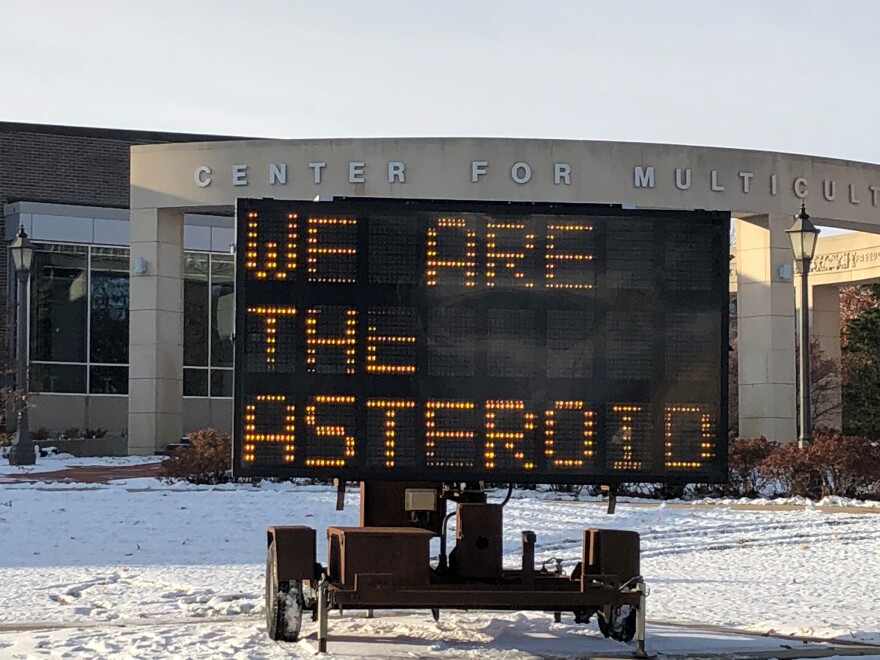 CENTER FOR MULTICULT
WE ARE
THE
ASTEROID